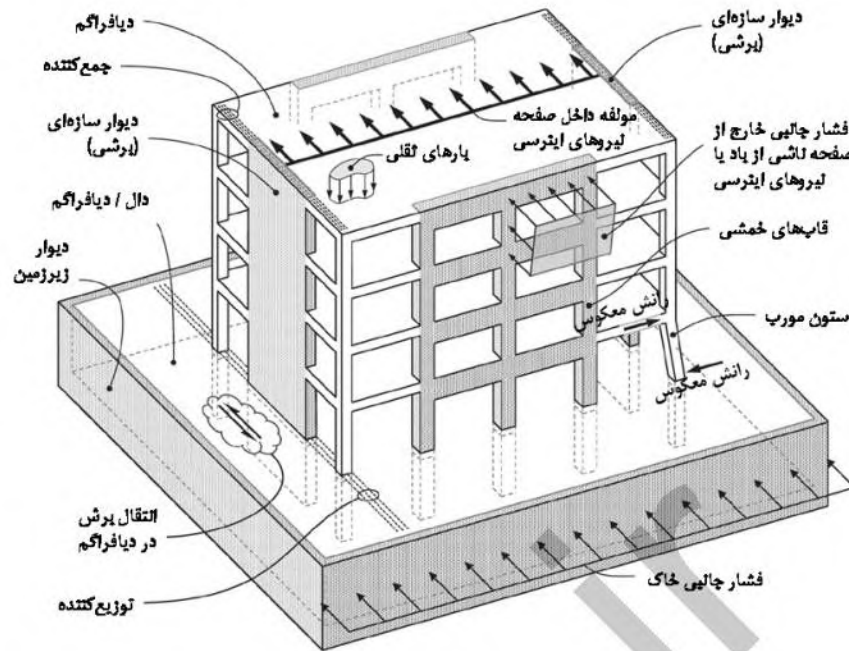 دیافراگم
جمع‌کننده
دیوار سازه‌ای
(برشی)
دال / دیافراگم
دیوار
زیرزمین
دیوار سازه‌ای
(برشی)
مولفه داخل صفحه
نیروهای اینرسی
بارهای ثقلی
فشار جانبی خارج از
صفحه ناشی از باد یا
نیروهای اینرسی
قاب‌های خمشی
رانش معکوس
ستون مورب
رانش معکوس
انتقال برش
در دیافراگم
توزیع‌کننده
فشار جانبی خاک